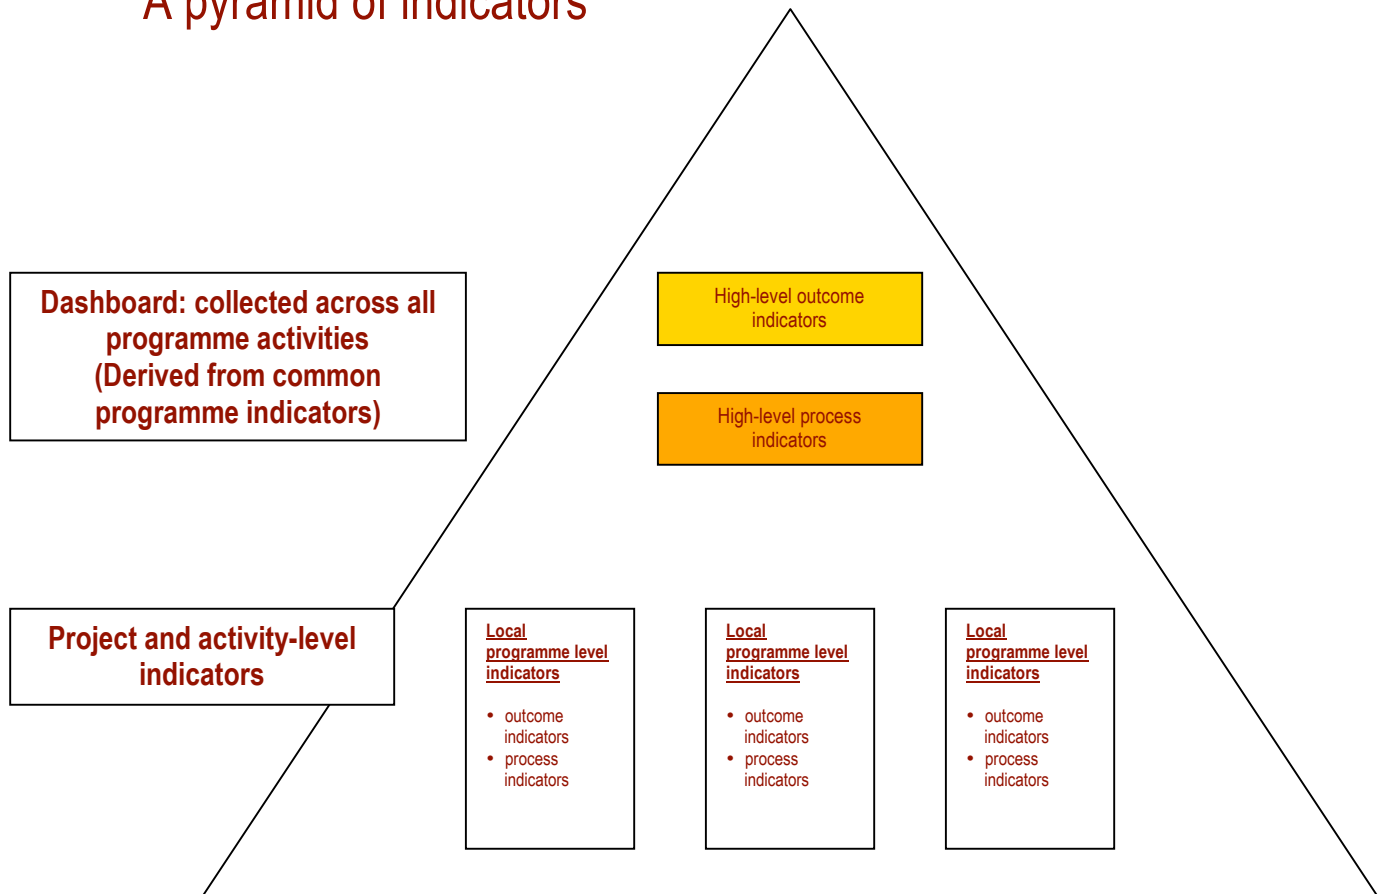 A pyramid of indicators
Dashboard: collected across all
programme activities
(Derived from common
programme indicators)
High-level outcome
indicators
High-level process
indicators
Project and activity-level
indicators
Local
programme level
indicators
• outcome
indicators
• process
indicators
Local
programme level
indicators
• outcome
indicators
• process
indicators
Local
programme level
indicators
• outcome
indicators
• process
indicators